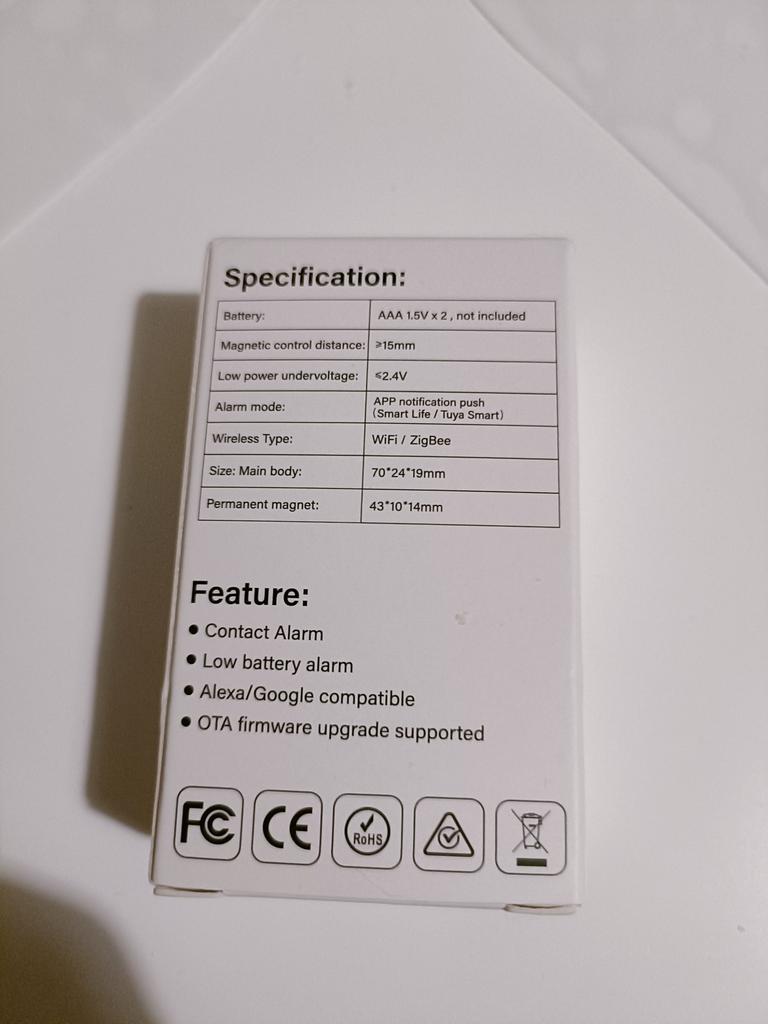 Specification:
Battery: AAA 1.5V x 2 , not included
Magnetic control distance: ≥15mm
Low power undervoltage: ≤2.4V
Alarm mode: APP notification push
(Smart Life / Tuya Smart)
Wireless Type: WiFi / ZigBee
Size: Main body: 70*24*19mm
Permanent magnet: 43*10*14mm
Feature:
• Contact Alarm
• Low battery alarm
• Alexa/Google compatible
• OTA firmware upgrade supported
FC CE RoHS